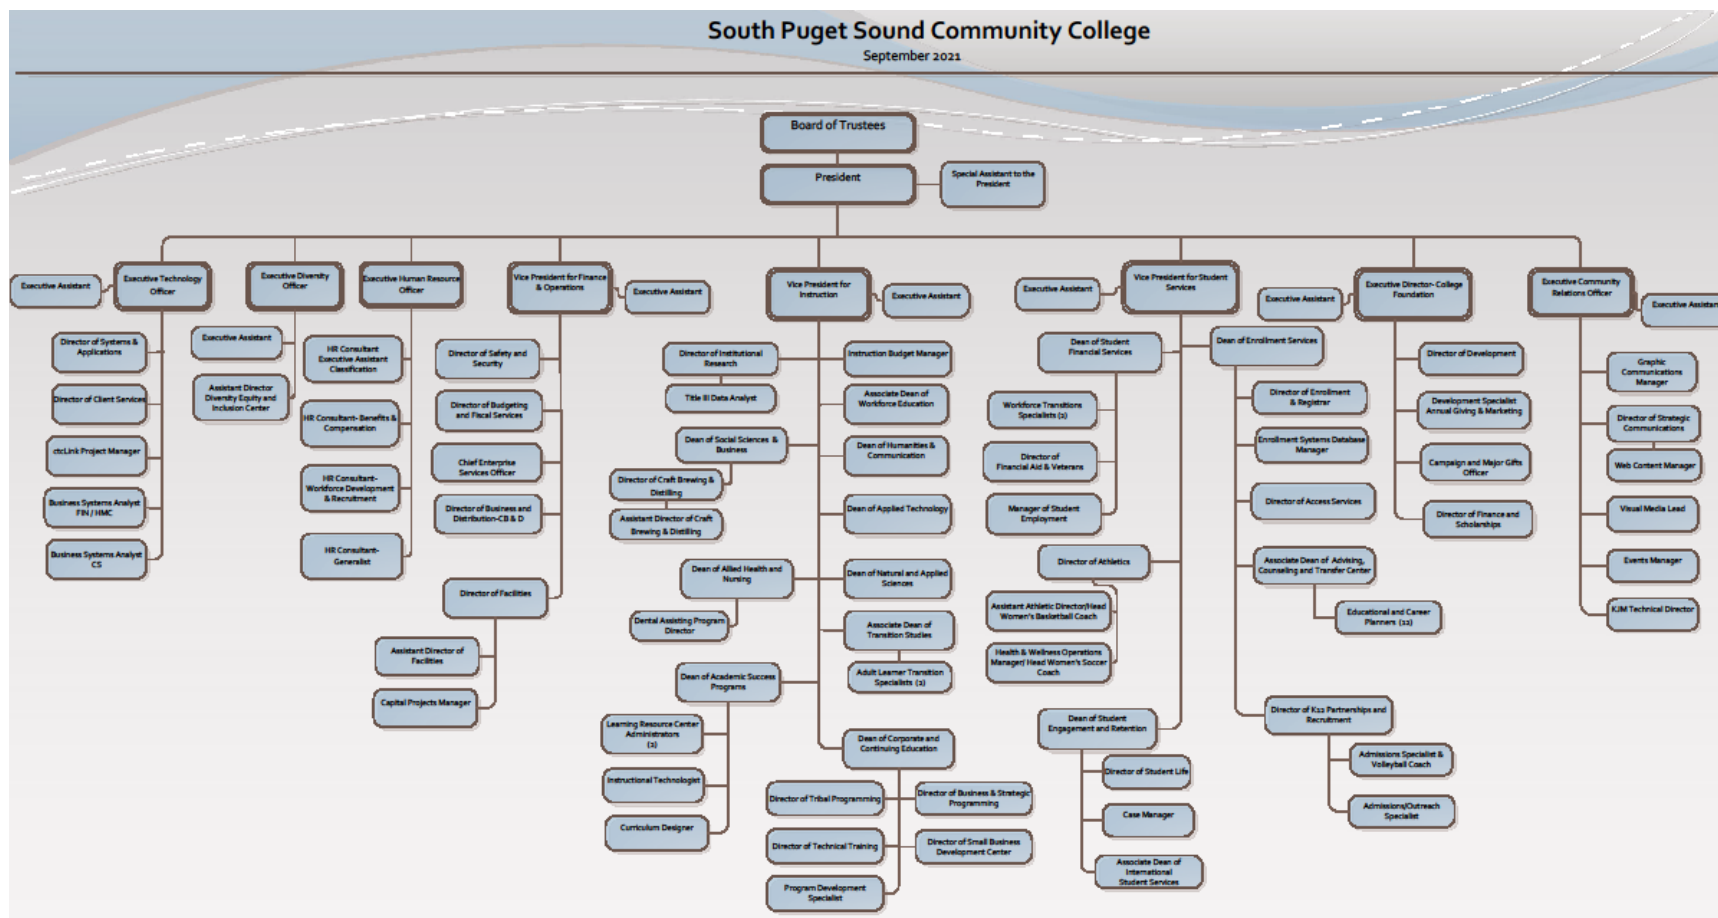 South Puget Sound Community College
September 2021
Board of Trustees
President
Special Assistant to the
President
Executive Assistant
Executive Technology
Officer
Executive Diversity
Officer
Executive Human Resource
Officer
Vice President for Finance
& Operations
Executive Assistant
Vice President for
Instruction
Executive Assistant
Executive Assistant
Vice President for Student
Services
Executive Assistant
Executive Director- College
Foundation
Executive Community
Relations Officer
Executive Assistant
Director of Systems &
Applications
Director of Client Services
ctcLink Project Manager
Business Systems Analyst
FIN / HMC
Business Systems Analyst
CS
Executive Assistant
Assistant Director
Diversity Equity and
Inclusion Center
HR Consultant
Executive Assistant
Classification
HR Consultant- Benefits &
Compensation
HR Consultant-
Workforce Development
& Recruitment
HR Consultant-
Generalist
Director of Safety and
Security
Director of Budgeting
and Fiscal Services
Chief Enterprise
Services Officer
Director of Business and
Distribution-CB & D
Director of Facilities
Assistant Director of
Facilities
Capital Projects Manager
Director of Institutional
Research
Title III Data Analyst
Dean of Social Sciences &
Business
Director of Craft Brewing &
Distilling
Assistant Director of Craft
Brewing & Distilling
Dean of Allied Health and
Nursing
Dental Assisting Program
Director
Dean of Academic Success
Programs
Learning Resource Center
Administrators
(2)
Instructional Technologist
Curriculum Designer
Instruction Budget Manager
Associate Dean of
Workforce Education
Dean of Humanities &
Communication
Dean of Applied Technology
Dean of Natural and Applied
Sciences
Associate Dean of
Transition Studies
Adult Learner Transition
Specialists (2)
Dean of Corporate and
Continuing Education
Director of Tribal Programming
Director of Business & Strategic
Programming
Director of Technical Training
Director of Small Business
Development Center
Program Development
Specialist
Dean of Student
Financial Services
Workforce Transitions
Specialists (2)
Director of
Financial Aid & Veterans
Manager of Student
Employment
Director of Athletics
Assistant Athletic Director/Head
Women's Basketball Coach
Health & Wellness Operations
Manager/ Head Women's Soccer
Coach
Dean of Student
Engagement and Retention
Director of Student Life
Case Manager
Associate Dean of
International
Student Services
Dean of Enrollment Services
Director of Enrollment
& Registrar
Enrollment Systems Database
Manager
Director of Access Services
Associate Dean of Advising,
Counseling and Transfer Center
Educational and Career
Planners (12)
Director of K12 Partnerships and
Recruitment
Admissions Specialist &
Volleyball Coach
Admissions/Outreach
Specialist
Director of Development
Development Specialist
Annual Giving & Marketing
Campaign and Major Gifts
Officer
Director of Finance and
Scholarships
Graphic
Communications
Manager
Director of Strategic
Communications
Web Content Manager
Visual Media Lead
Events Manager
KJM Technical Director